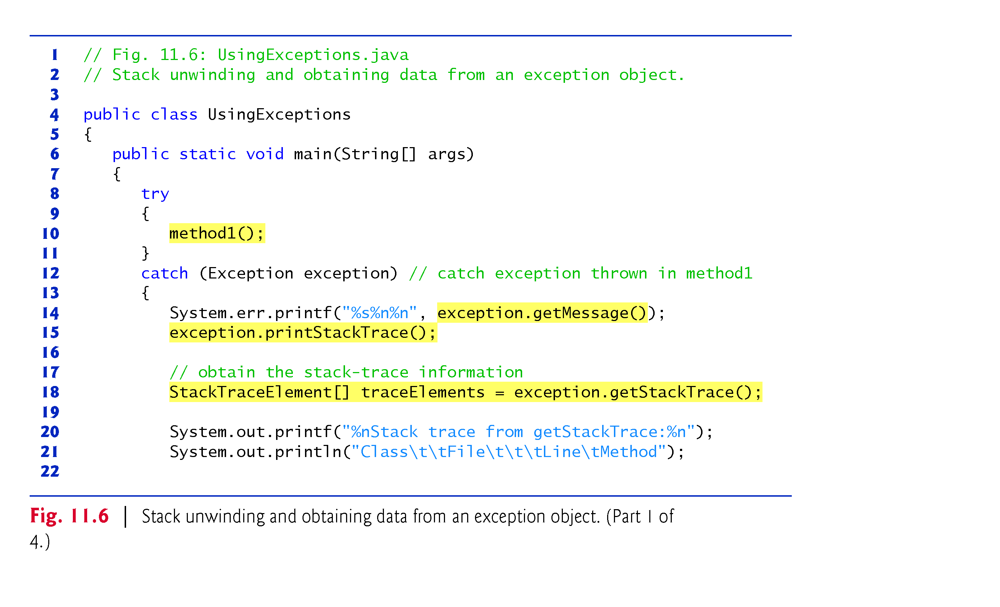 1 // Fig. 11.6: UsingExceptions.java
2 // Stack unwinding and obtaining data from an exception object.
3
4 public class UsingExceptions
5 {
6 public static void main(String[] args)
7 {
8 try
9 {
10 method1();
11 }
12 catch (Exception exception) // catch exception thrown in method1
13 {
14 System.err.printf("%s%n%n", exception.getMessage());
15 exception.printStackTrace();
16
17 // obtain the stack-trace information
18 StackTraceElement[] traceElements = exception.getStackTrace();
19
20 System.out.printf("%nStack trace from getStackTrace:%n");
21 System.out.println("Class\t\tFile\t\t\tLine\tMethod");
22
Fig. 11.6 | Stack unwinding and obtaining data from an exception object. (Part 1 of
4.)